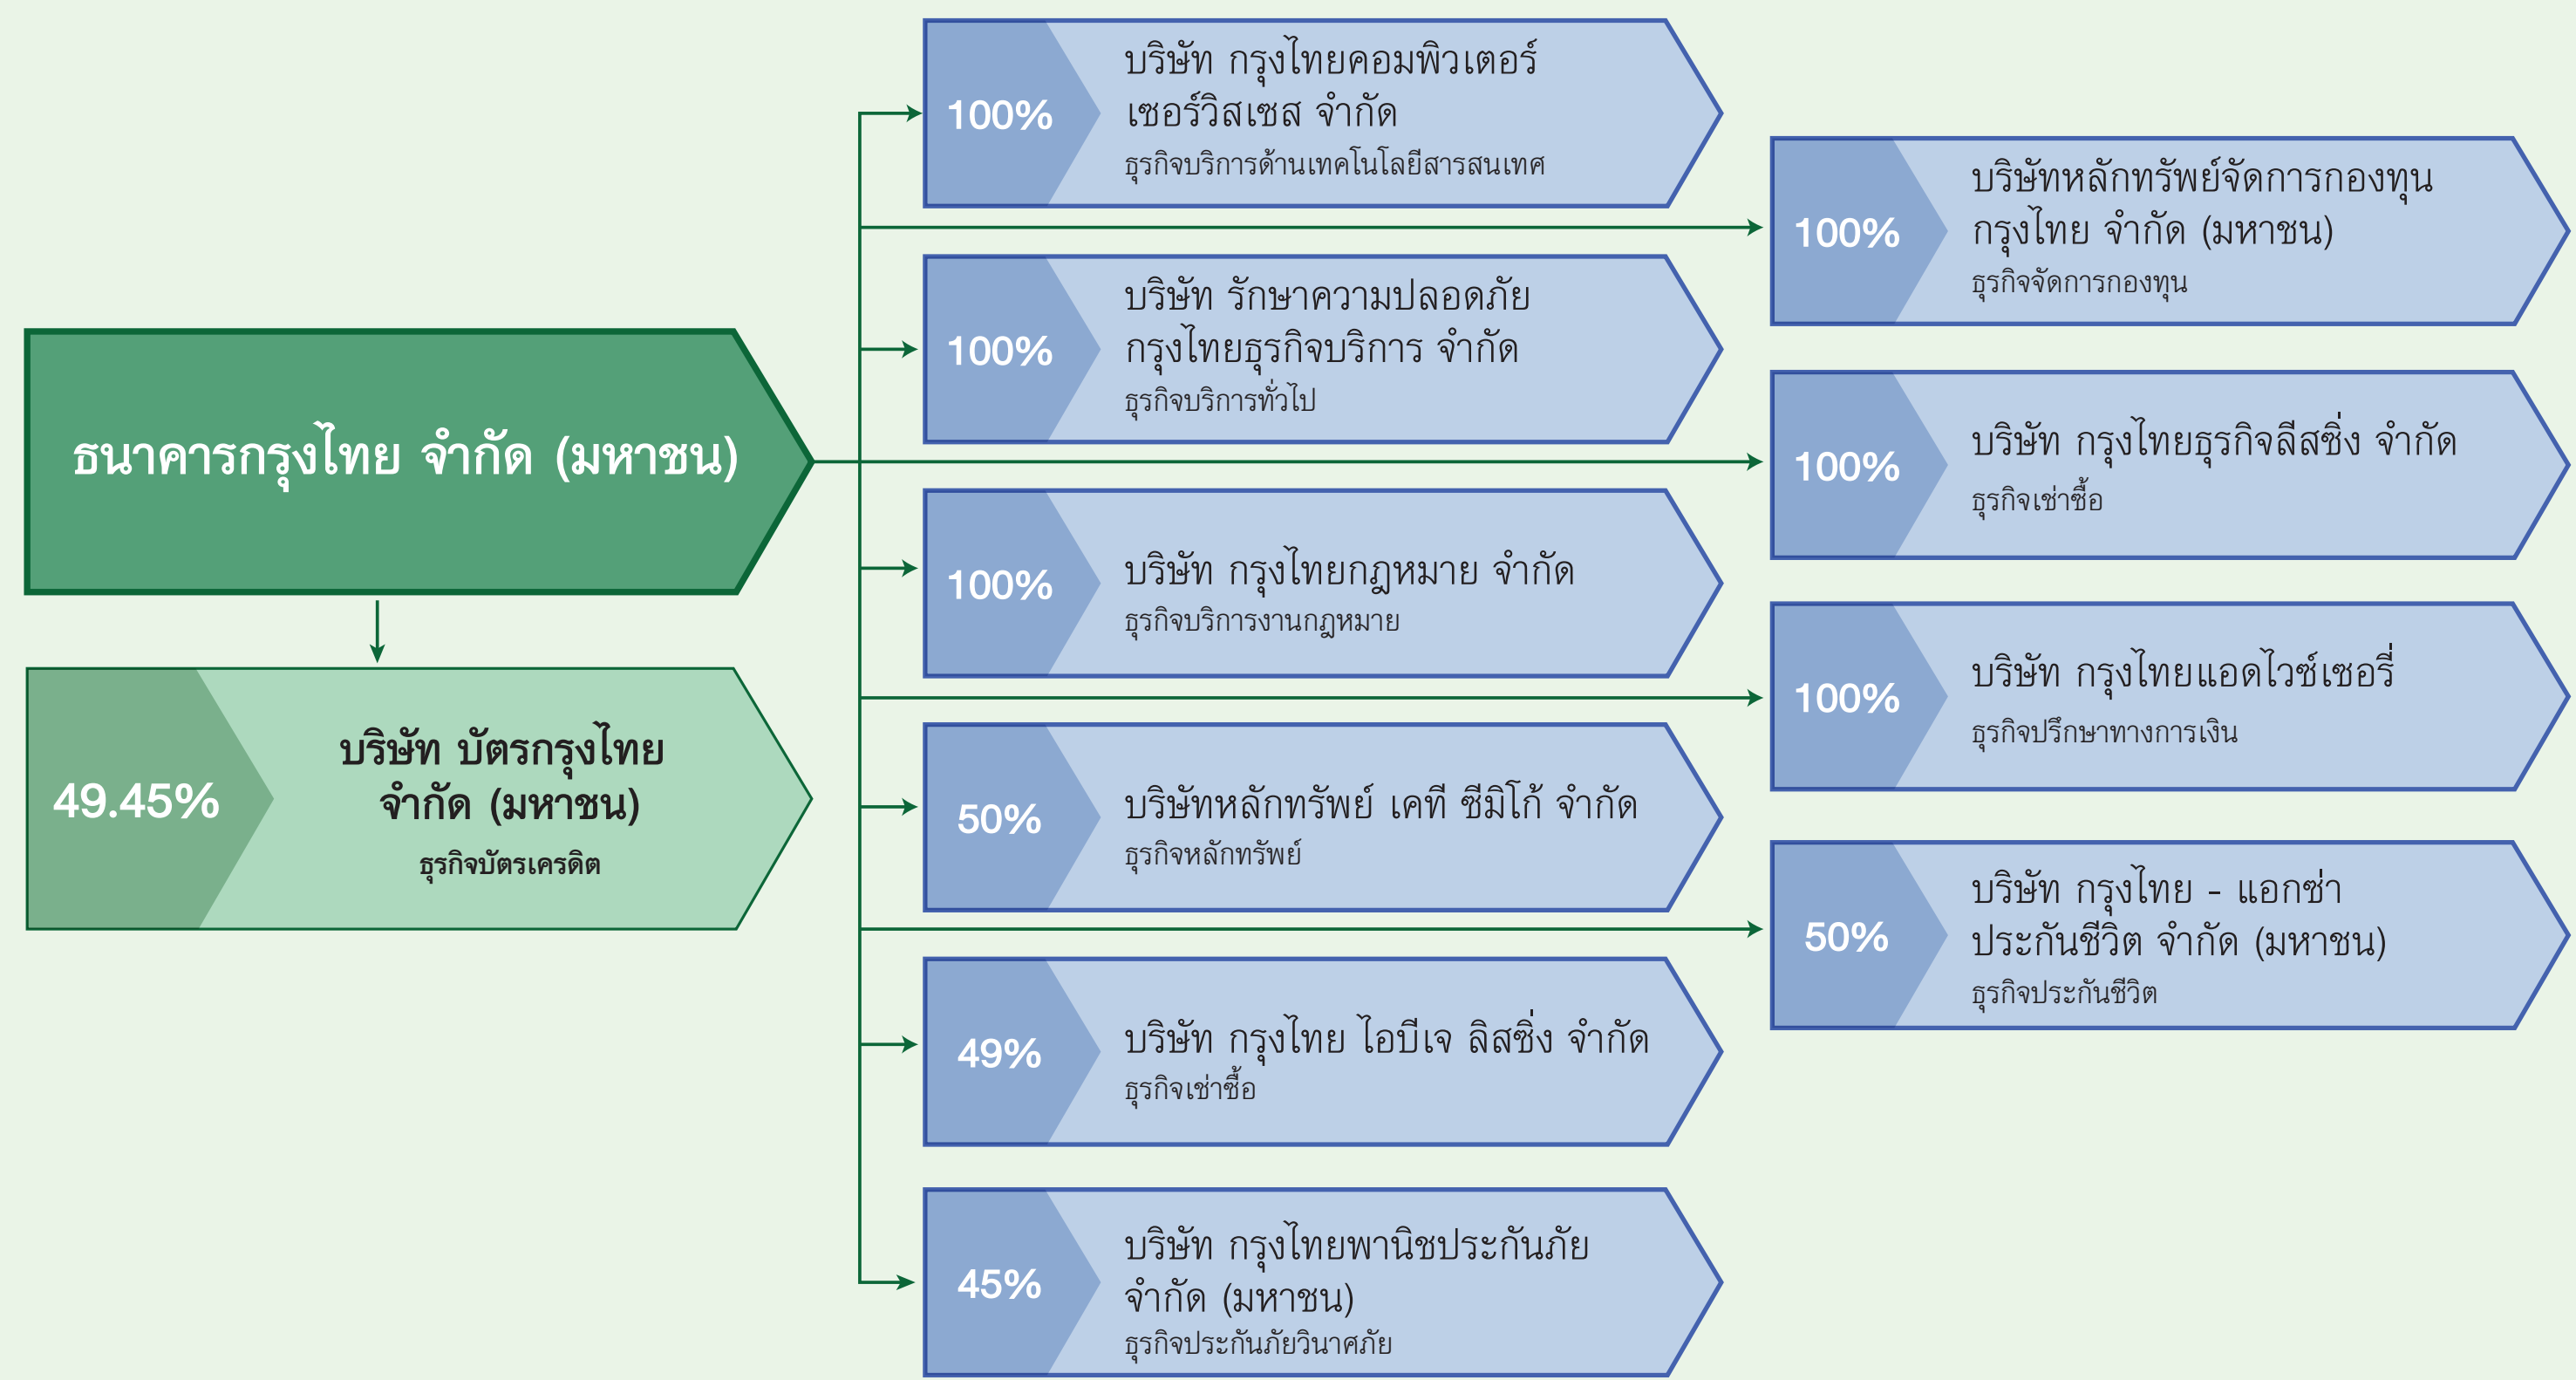 ธนาคารกรุงไทย จำกัด (มหาชน)
49.45%
บริษัท บัตรกรุงไทย
จำกัด (มหาชน)
ธุรกิจบัตรเครดิต
100%
บริษัท กรุงไทยคอมพิวเตอร์
เซอร์วิสเซส จำกัด
ธุรกิจบริการด้านเทคโนโลยีสารสนเทศ
100%
บริษัท รักษาความปลอดภัย
กรุงไทยธุรกิจบริการ จำกัด
ธุรกิจบริการทั่วไป
100%
บริษัท กรุงไทยกฎหมาย จำกัด
ธุรกิจบริการงานกฎหมาย
50%
บริษัทหลักทรัพย์ เคที ซีมิโก้ จำกัด
ธุรกิจหลักทรัพย์
49%
บริษัท กรุงไทย ไอบีเจ ลิสซิ่ง จำกัด
ธุรกิจเช่าซื้อ
45%
บริษัท กรุงไทยพานิชประกันภัย
จำกัด (มหาชน)
ธุรกิจประกันภัยวินาศภัย
100%
บริษัทหลักทรัพย์จัดการกองทุน
กรุงไทย จำกัด (มหาชน)
ธุรกิจจัดการกองทุน
100%
บริษัท กรุงไทยธุรกิจลีสซิ่ง จำกัด
ธุรกิจเช่าซื้อ
100%
บริษัท กรุงไทยแอดไวซ์เซอรี่
ธุรกิจปรึกษาทางการเงิน
50%
บริษัท กรุงไทย - แอกซ่า
ประกันชีวิต จำกัด (มหาชน)
ธุรกิจประกันชีวิต